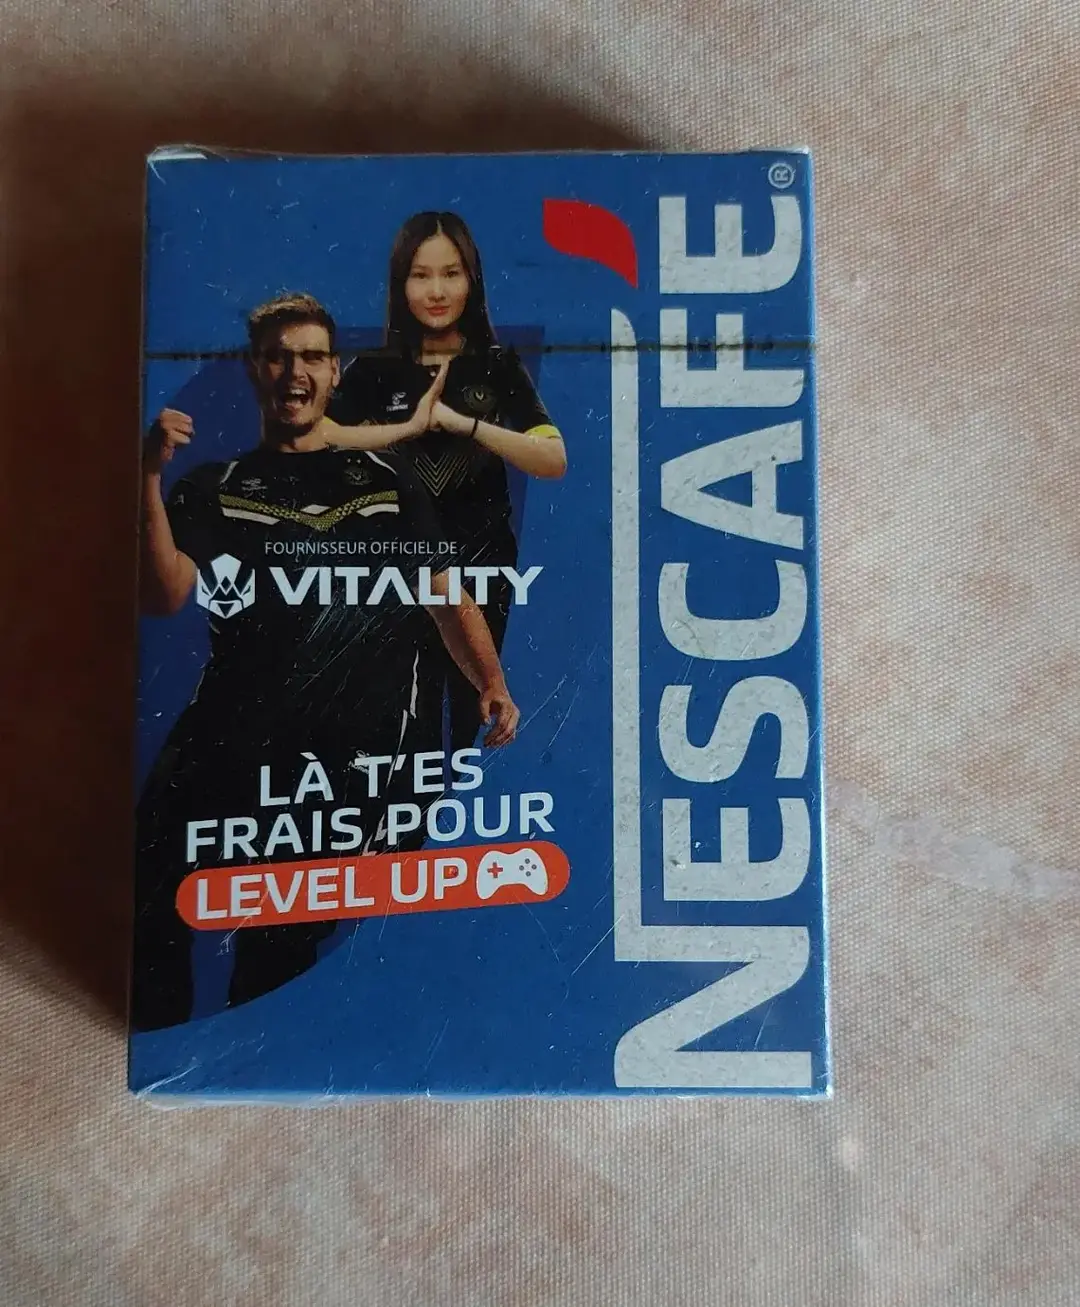 FOURNISSEUR OFFICIEL DE
VITALITY
LÀ T'ES
FRAIS POUR
LEVEL UP
NESCAFÉ®